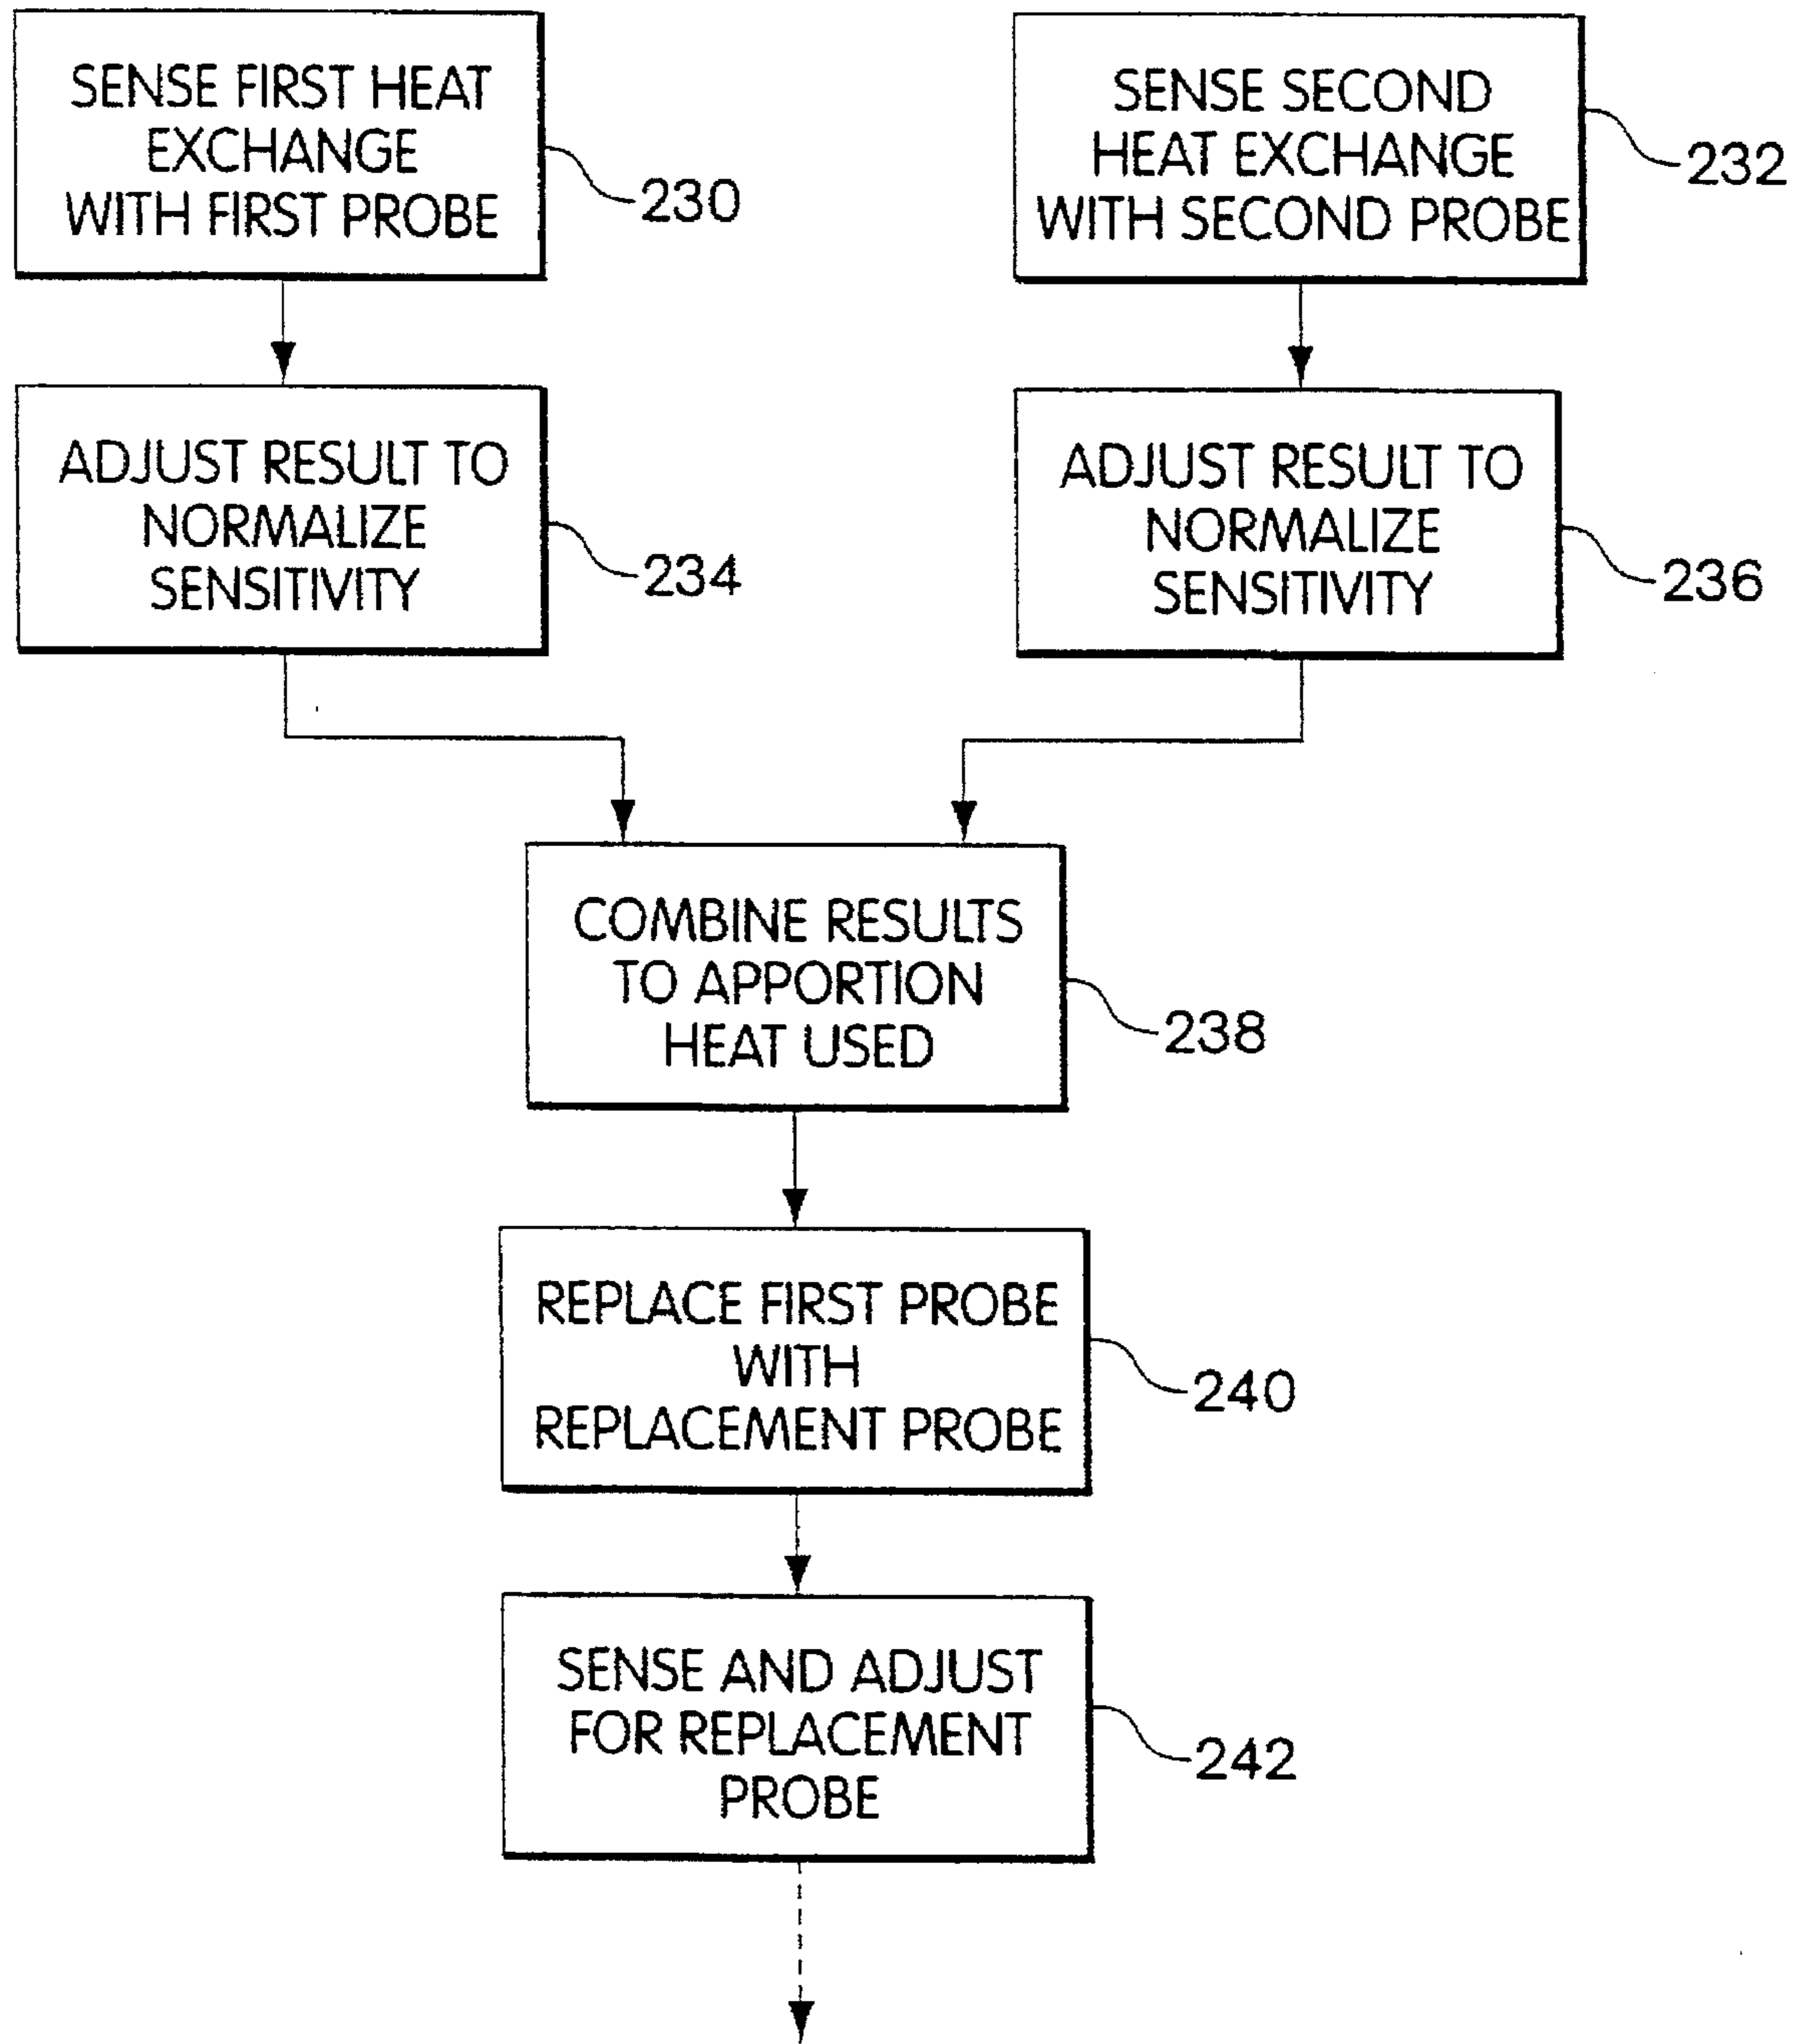 SENSE FIRST HEAT
EXCHANGE
WITH FIRST PROBE
230
SENSE SECOND
HEAT EXCHANGE
WITH SECOND PROBE
232
ADJUST RESULT TO
NORMALIZE
SENSITIVITY
234
ADJUST RESULT TO
NORMALIZE
SENSITIVITY
236
COMBINE RESULTS
TO APPORTION
HEAT USED
238
REPLACE FIRST PROBE
WITH
REPLACEMENT PROBE
240
SENSE AND ADJUST
FOR REPLACEMENT
PROBE
242